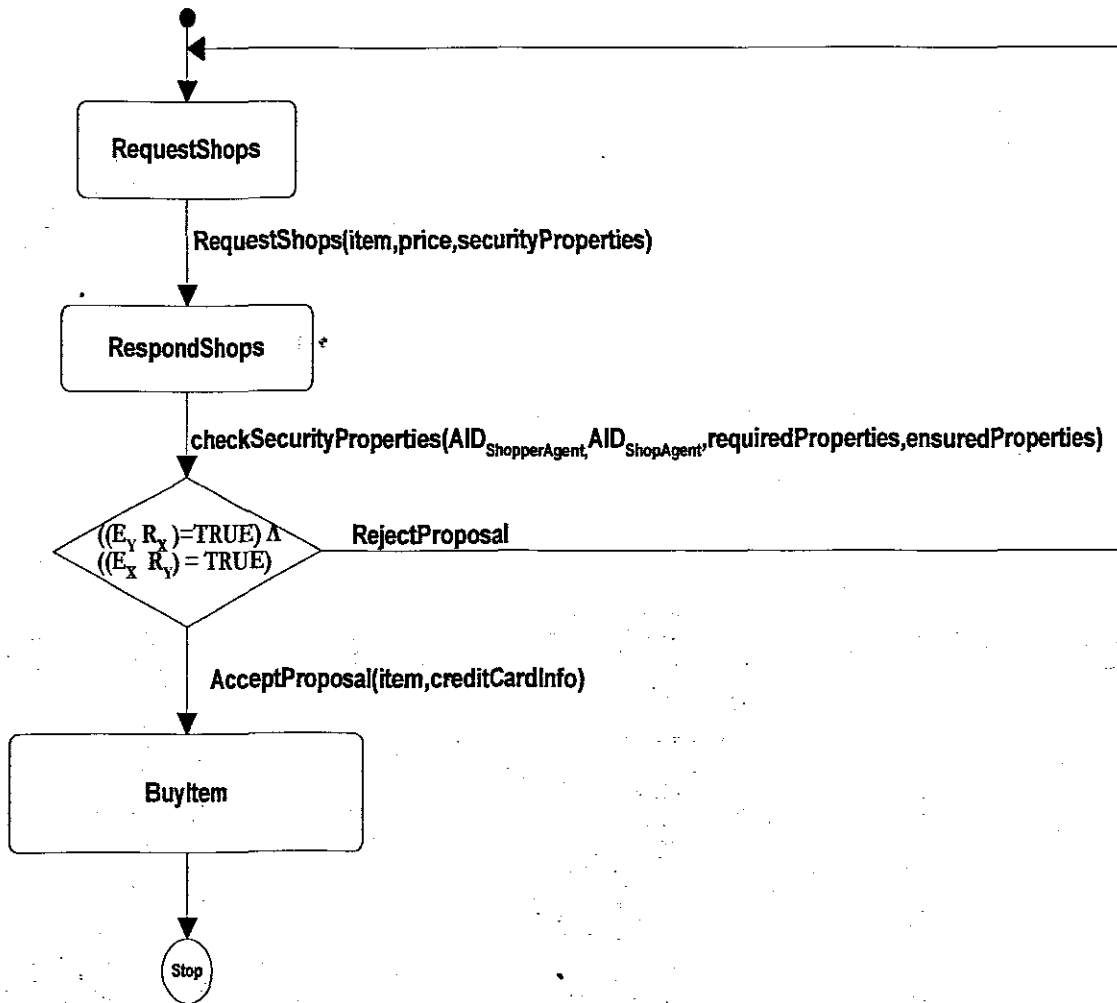 RequestShops
RequestShops(item,price,securityProperties)
RespondShops
checkSecurityProperties(AID_ShopperAgent,AID_ShopAgent,requiredProperties,ensuredProperties)
((E_Y R_X)=TRUE) Λ
((E_X R_Y) = TRUE)
RejectProposal
AcceptProposal(item,creditCardInfo)
BuyItem
Stop